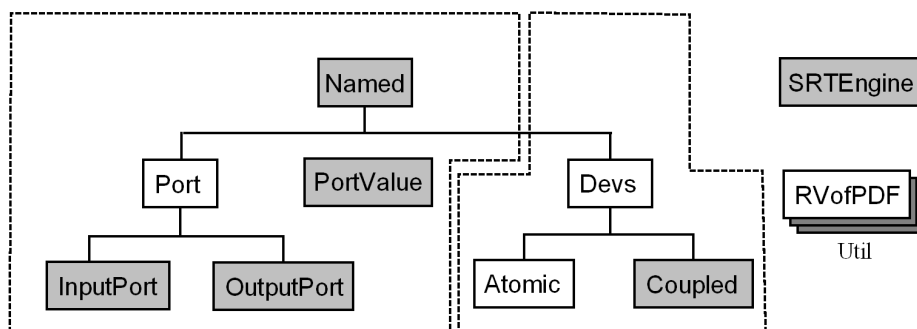 Named
SRTEngine
Port
PortValue
Devs
RVofPDF
Util
InputPort
OutputPort
Atomic
Coupled